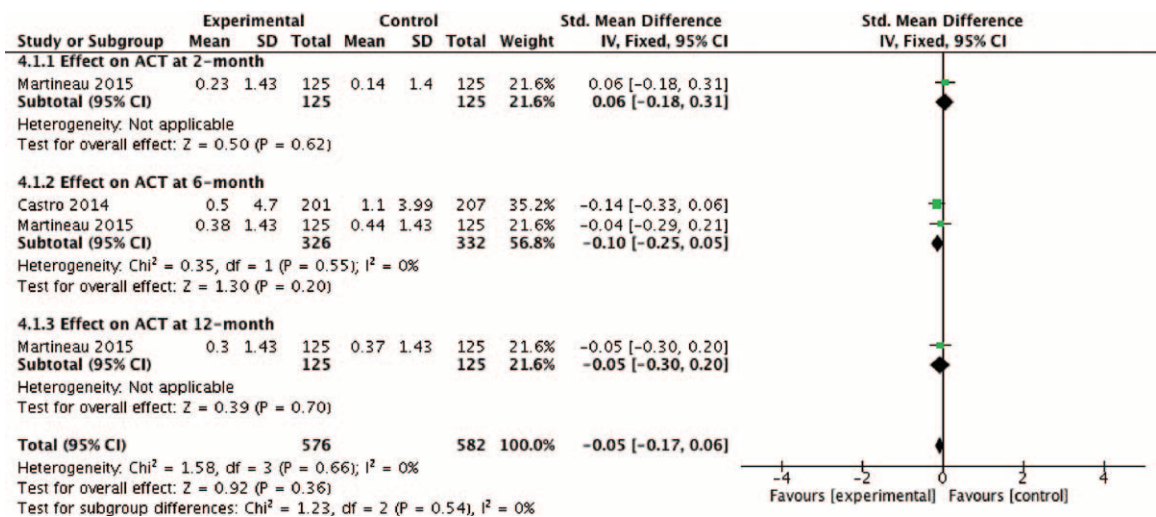 Experimental Control Std. Mean Difference Std. Mean Difference
Study or Subgroup Mean SD Total Mean SD Total Weight IV, Fixed, 95% CI IV, Fixed, 95% CI
4.1.1 Effect on ACT at 2-month
Martineau 2015 0.23 1.43 125 0.14 1.4 125 21.6% 0.06 [-0.18, 0.31]
Subtotal (95% CI) 125 125 21.6% 0.06 [-0.18, 0.31]
Heterogeneity: Not applicable
Test for overall effect: Z = 0.50 (P = 0.62)
4.1.2 Effect on ACT at 6-month
Castro 2014 0.5 4.7 201 1.1 3.99 207 35.2% -0.14 [-0.33, 0.06]
Martineau 2015 0.38 1.43 125 0.44 1.43 125 21.6% -0.04 [-0.29, 0.21]
Subtotal (95% CI) 326 332 56.8% -0.10 [-0.25, 0.05]
Heterogeneity: Chi² = 0.35, df = 1 (P = 0.55); I² = 0%
Test for overall effect: Z = 1.30 (P = 0.20)
4.1.3 Effect on ACT at 12-month
Martineau 2015 0.3 1.43 125 0.37 1.43 125 21.6% -0.05 [-0.30, 0.20]
Subtotal (95% CI) 125 125 21.6% -0.05 [-0.30, 0.20]
Heterogeneity: Not applicable
Test for overall effect: Z = 0.39 (P = 0.70)
Total (95% CI) 576 582 100.0% -0.05 [-0.17, 0.06]
Heterogeneity: Chi² = 1.58, df = 3 (P = 0.66); I² = 0%
Test for overall effect: Z = 0.92 (P = 0.36)
Test for subgroup differences: Chi² = 1.23, df = 2 (P = 0.54), I² = 0%
-4 -2 0 2 4
Favours [experimental] Favours [control]